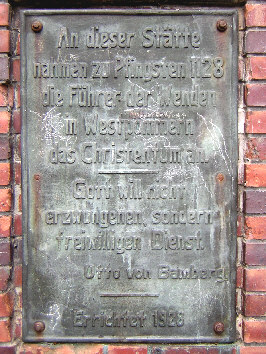 An dieser Stätte
nahmen zu Pfingsten 1128
die Führer der Wenden
in Westpommern
das Christentum an.
Gott will nicht
erzwungenen, sondern
freiwilligen Dienst.
Otto von Bamberg
Errichtet 1928